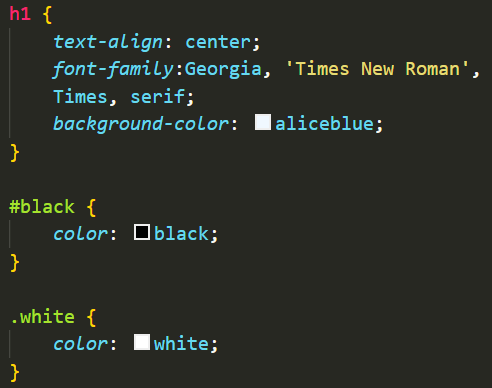 h1 {
text-align: center;
font-family:Georgia, 'Times New Roman',
Times, serif;
background-color: aliceblue;
}
#black {
color: black;
}
.white {
color: white;
}